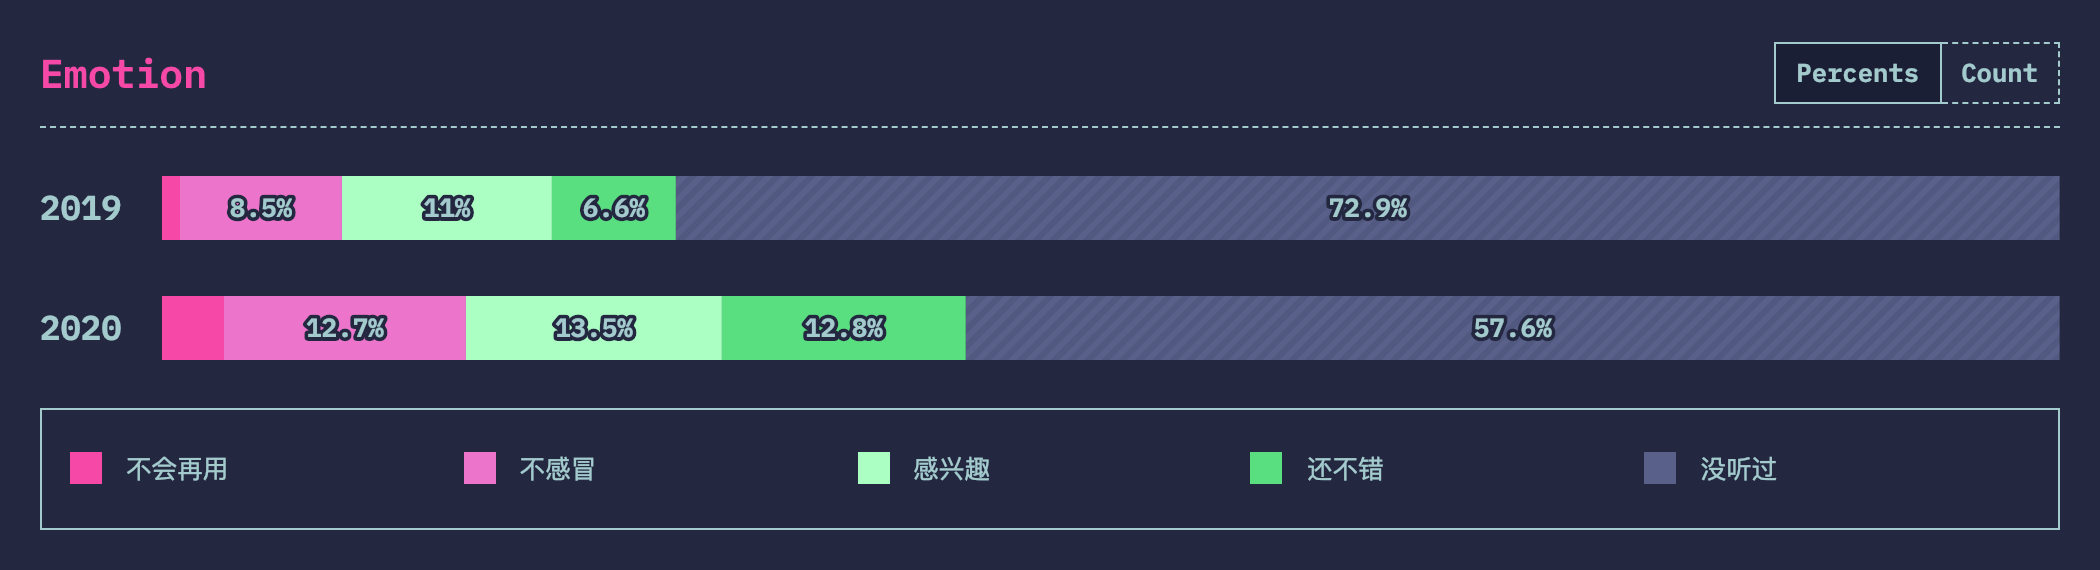 Emotion
Percents Count
2019 8.5% 11% 6.6% 72.9%
2020 12.7% 13.5% 12.8% 57.6%
不会再用 不感冒 感兴趣 还不错 没听过